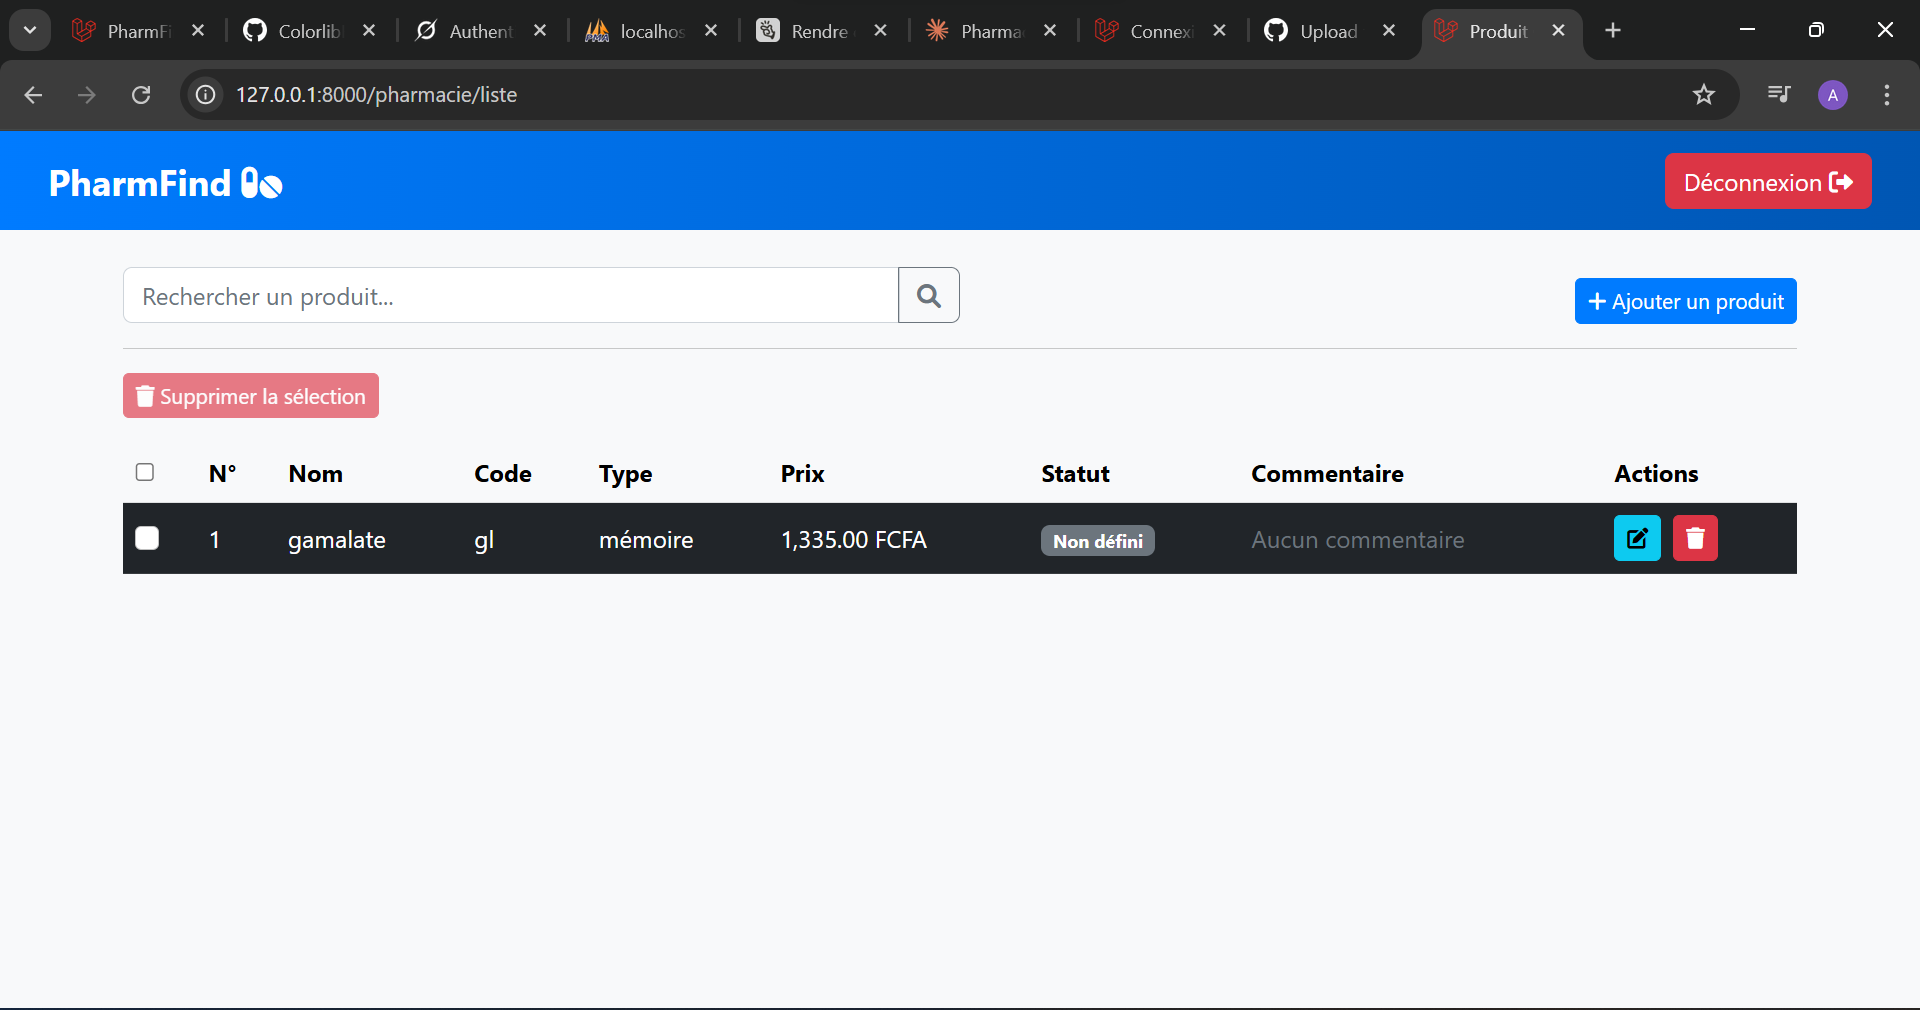 PharmFi Colorlib Authent localhos Rendre Pharma Connexi Upload Produit
127.0.0.1:8000/pharmacie/liste A
PharmFind Déconnexion
Rechercher un produit... Ajouter un produit
Supprimer la sélection
N° Nom Code Type Prix Statut Commentaire Actions
1 gamalate gl mémoire 1,335.00 FCFA Non défini Aucun commentaire